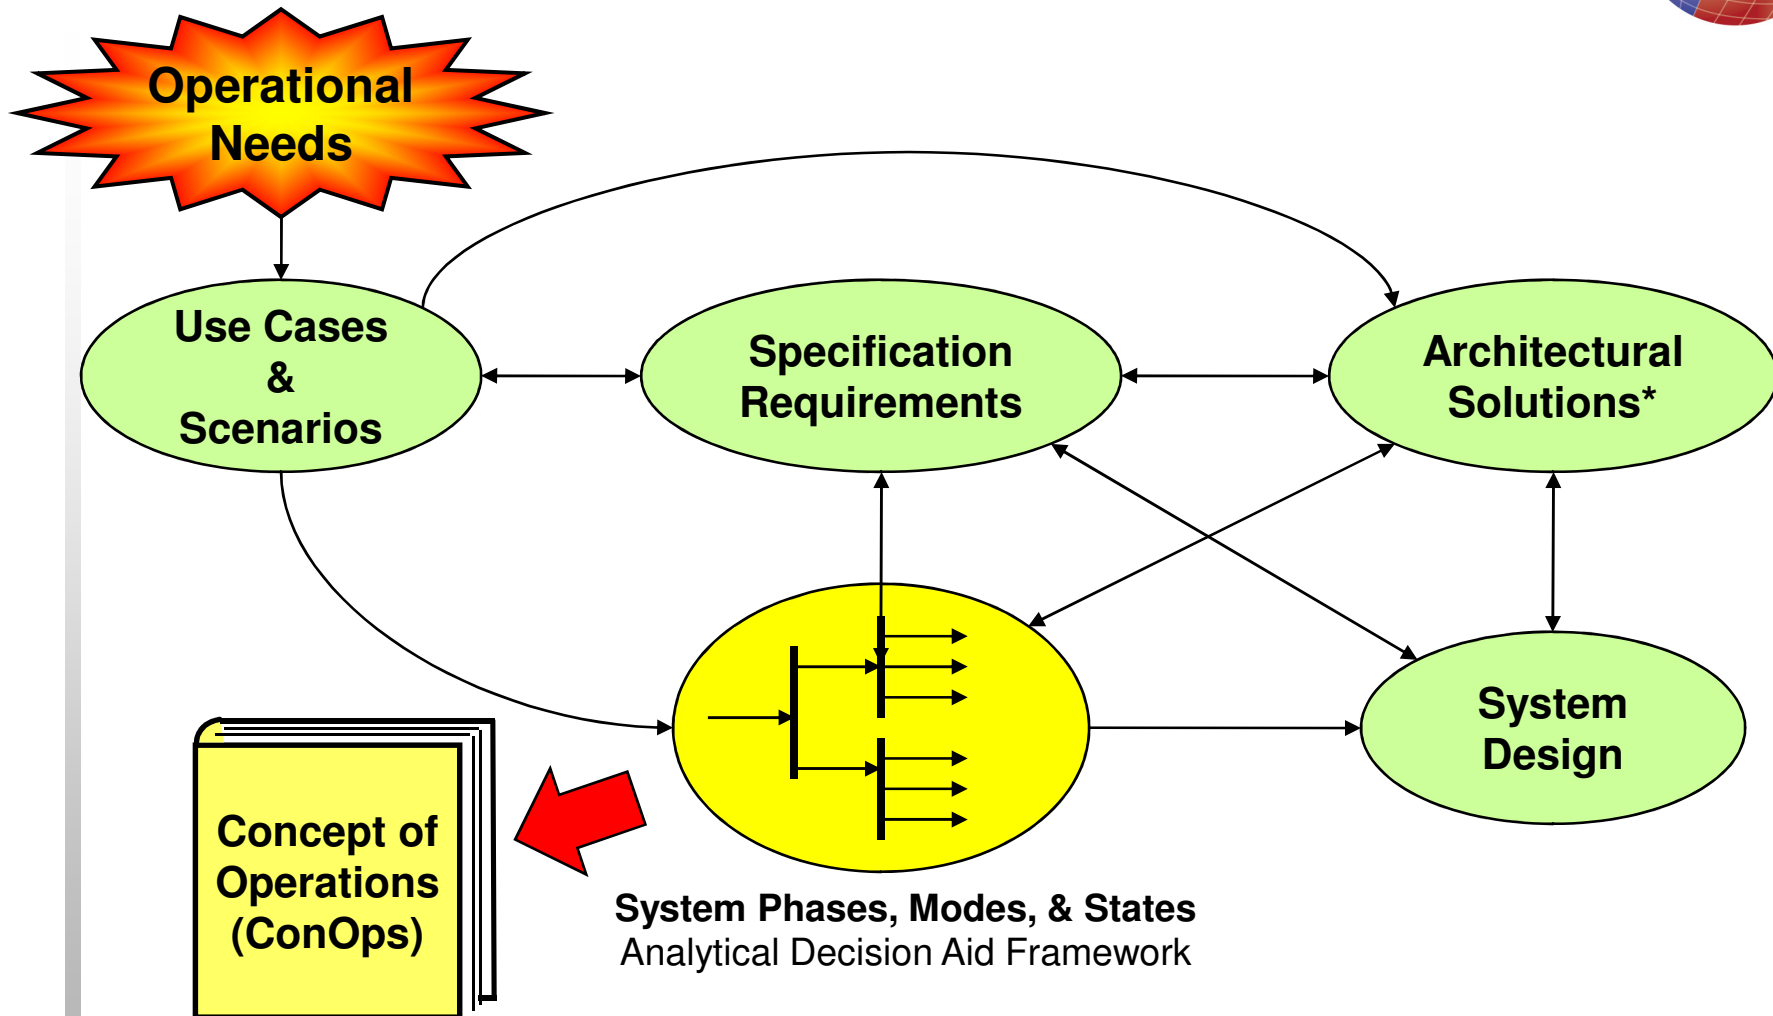 Operational
Needs
Use Cases
&
Scenarios
Specification
Requirements
Architectural
Solutions*
System
Design
Concept of
Operations
(ConOps)
System Phases, Modes, & States
Analytical Decision Aid Framework